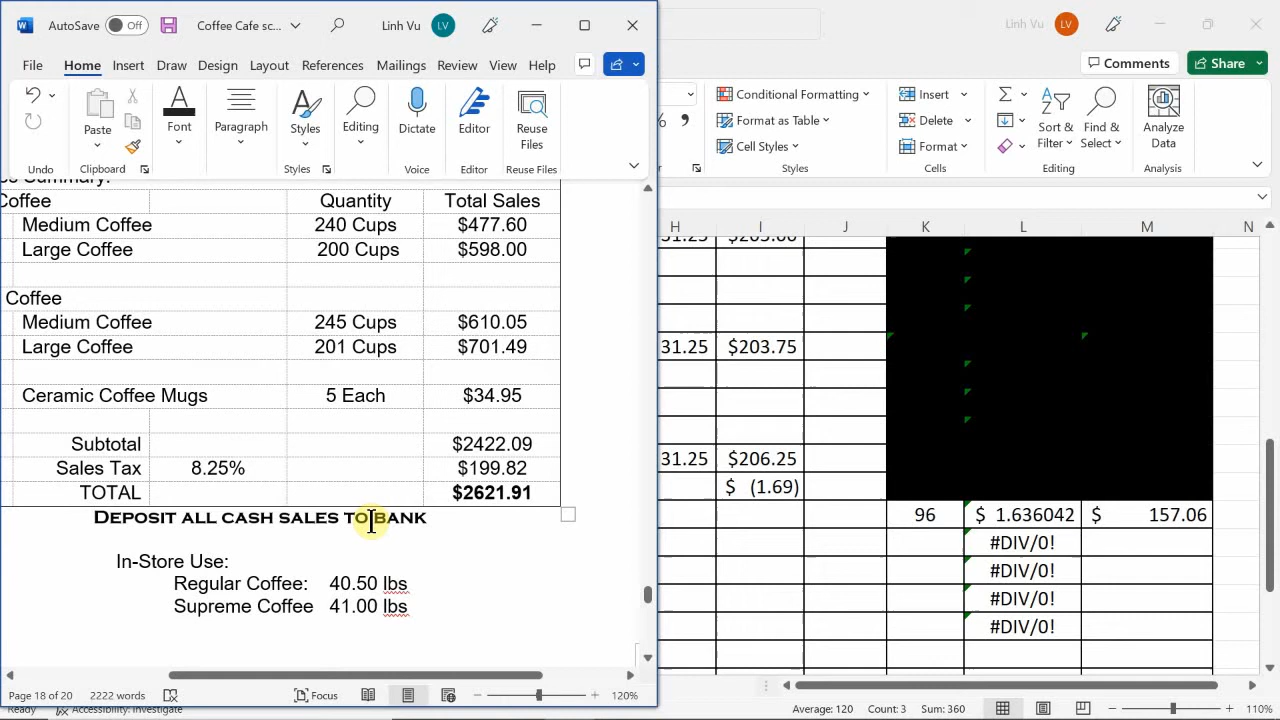 AutoSave Off Coffee Cafe sc... Linh Vu LV
Linh Vu LV
File Home Insert Draw Design Layout References Mailings Review View Help
Comments Share
Paste Font Paragraph Styles Editing Dictate Editor Reuse Files
Undo Clipboard Styles Voice Editor Reuse Files
Conditional Formatting
Format as Table
Cell Styles
Styles
Insert
Delete
Format
Cells
Sort & Filter Find & Select
Editing
Analyze Data
Analysis
Coffee Quantity Total Sales
Medium Coffee 240 Cups $477.60
Large Coffee 200 Cups $598.00
Coffee
Medium Coffee 245 Cups $610.05
Large Coffee 201 Cups $701.49
Ceramic Coffee Mugs 5 Each $34.95
Subtotal $2422.09
Sales Tax 8.25% $199.82
TOTAL $2621.91
DEPOSIT ALL CASH SALES TO BANK
In-Store Use:
Regular Coffee: 40.50 lbs
Supreme Coffee 41.00 lbs
Page 18 of 20 2222 words Focus 120%
H I J K L M N
31.25 $203.75
31.25 $206.25
$ (1.69)
96 $ 1.636042 $ 157.06
#DIV/0!
#DIV/0!
#DIV/0!
#DIV/0!
Ready Accessibility: Investigate Average: 120 Count: 3 Sum: 360 110%